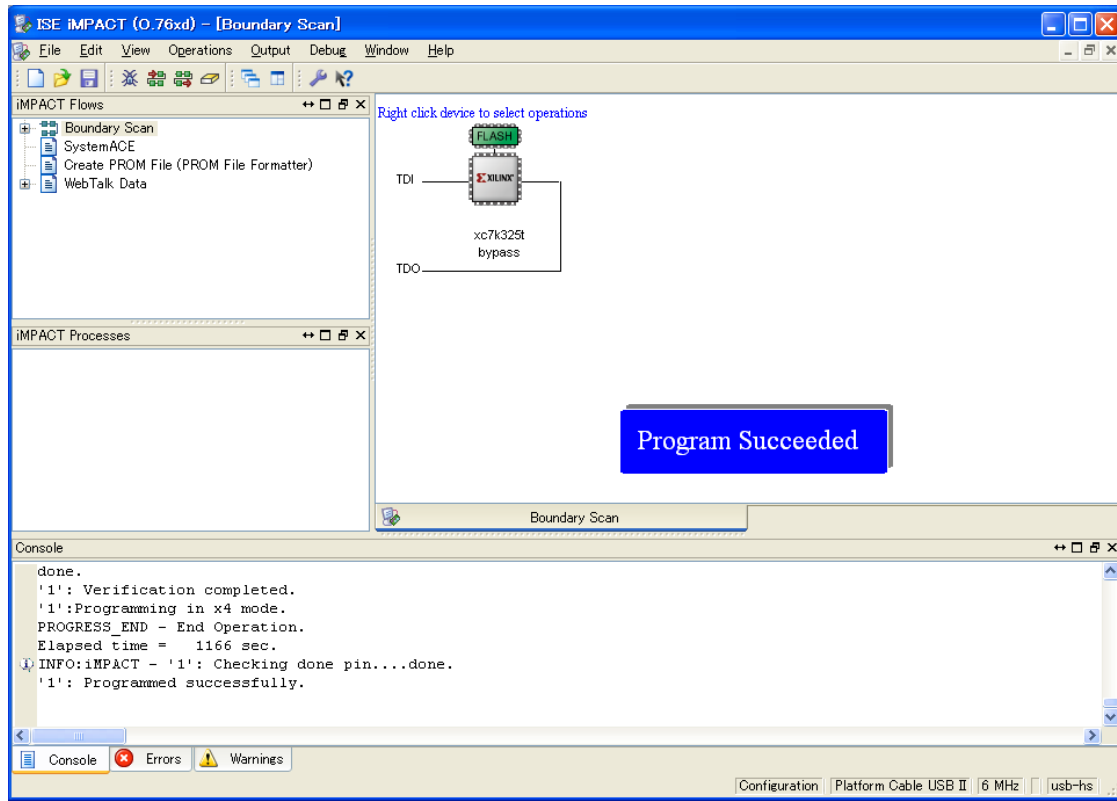 ISE iMPACT (O.76xd) - [Boundary Scan]
File Edit View Operations Output Debug Window Help
iMPACT Flows
Boundary Scan
SystemACE
Create PROM File (PROM File Formatter)
WebTalk Data
iMPACT Processes
Right click device to select operations
FLASH
TDI
XILINX
xc7k325t
bypass
TDO
Program Succeeded
Boundary Scan
Console
done.
'1': Verification completed.
'1':Programming in x4 mode.
PROGRESS_END - End Operation.
Elapsed time =   1166 sec.
INFO:iMPACT - '1': Checking done pin....done.
'1': Programmed successfully.
Console Errors Warnings
Configuration Platform Cable USB II 6 MHz usb-hs